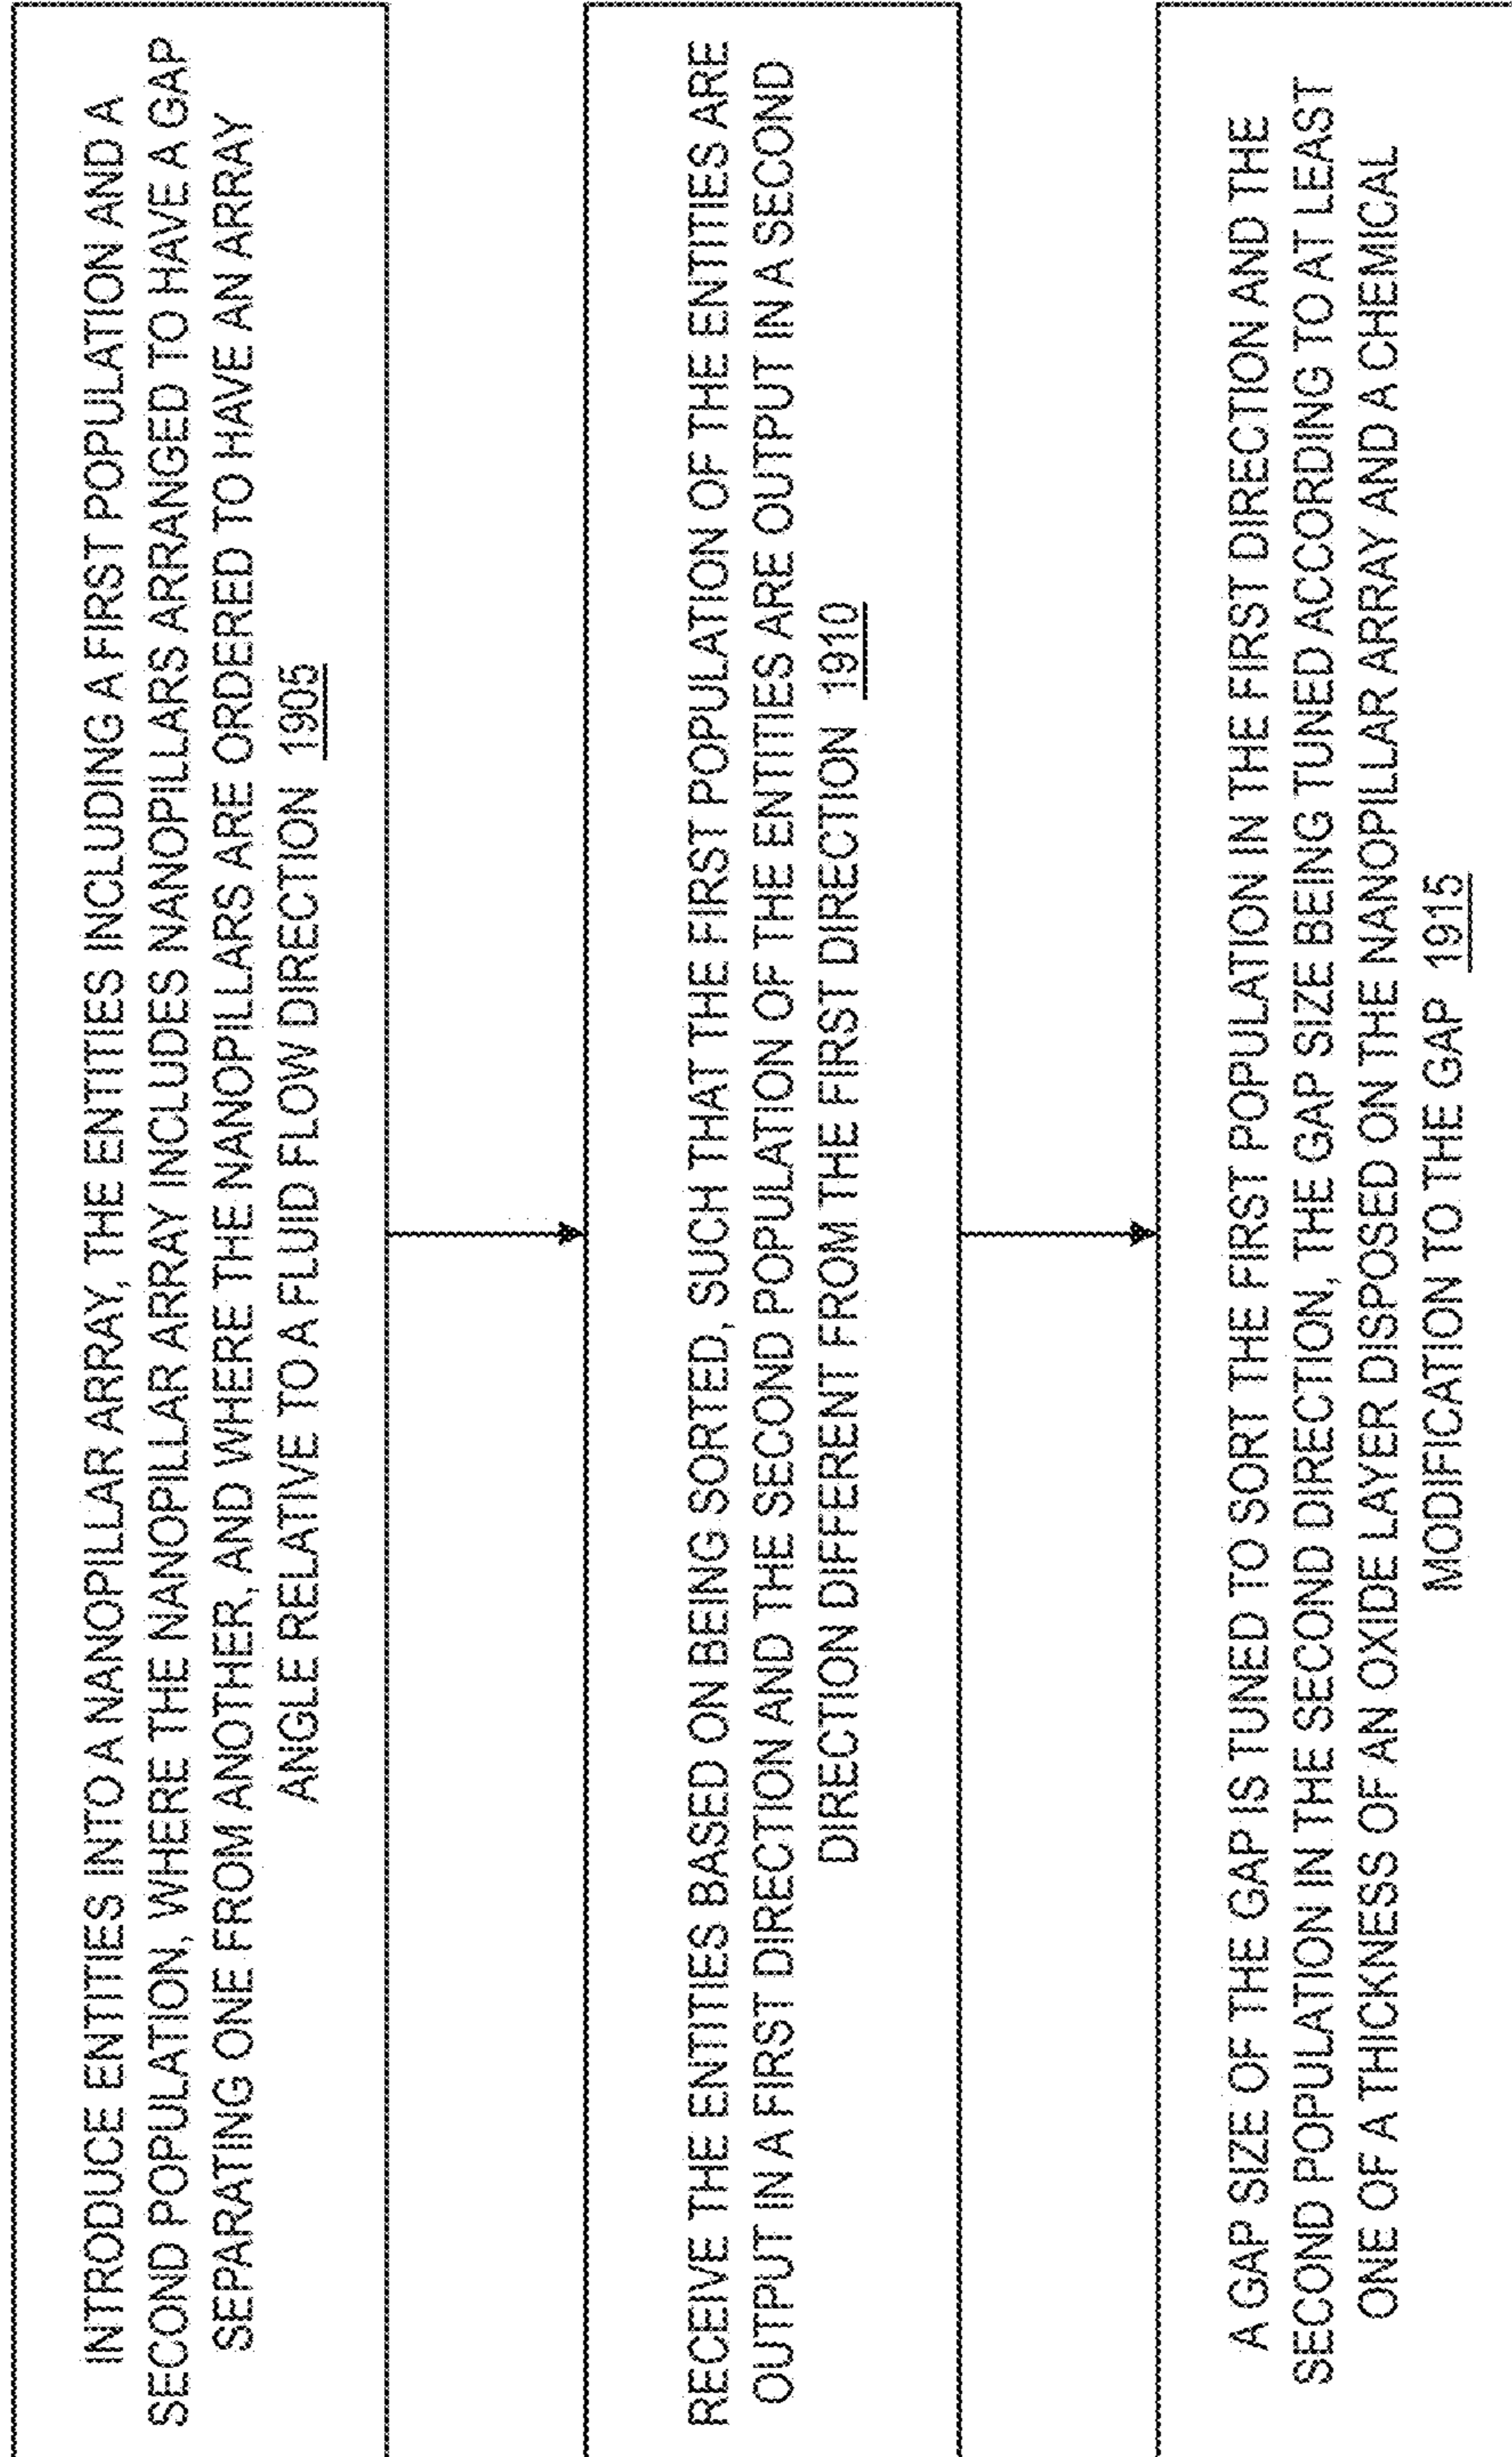 INTRODUCE ENTITIES INTO A NANOPILLAR ARRAY, THE ENTITIES INCLUDING A FIRST POPULATION AND A
SECOND POPULATION, WHERE THE NANOPILLAR ARRAY INCLUDES NANOPILLARS ARRANGED TO HAVE A GAP
SEPARATING ONE FROM ANOTHER, AND WHERE THE NANOPILLARS ARE ORDERED TO HAVE AN ARRAY
ANGLE RELATIVE TO A FLUID FLOW DIRECTION 1905
RECEIVE THE ENTITIES BASED ON BEING SORTED, SUCH THAT THE FIRST POPULATION OF THE ENTITIES ARE
OUTPUT IN A FIRST DIRECTION AND THE SECOND POPULATION OF THE ENTITIES ARE OUTPUT IN A SECOND
DIRECTION DIFFERENT FROM THE FIRST DIRECTION 1910
A GAP SIZE OF THE GAP IS TUNED TO SORT THE FIRST POPULATION IN THE FIRST DIRECTION AND THE
SECOND POPULATION IN THE SECOND DIRECTION, THE GAP SIZE BEING TUNED ACCORDING TO AT LEAST
ONE OF A THICKNESS OF AN OXIDE LAYER DISPOSED ON THE NANOPILLAR ARRAY AND A CHEMICAL
MODIFICATION TO THE GAP 1915